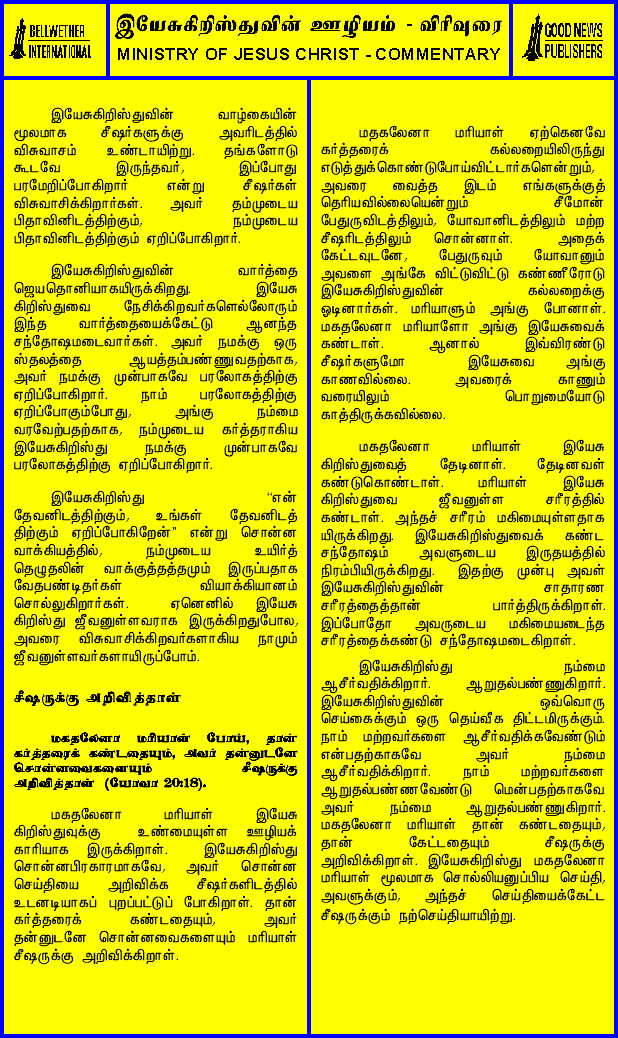 BELLWETHER
INTERNATIONAL
இயேசுகிறிஸ்துவின் ஊழியம் - விரிவுரை
MINISTRY OF JESUS CHRIST - COMMENTARY
GOOD NEWS
PUBLISHERS
இயேசுகிறிஸ்துவின் வாழ்கையின்
மூலமாக சீஷர்களுக்கு அவரிடத்தில்
விசுவாசம் உண்டாயிற்று. தங்களோடு
கூடவே இருந்தவர், இப்போது
பரமேறிப்போகிறார் என்று சீஷர்கள்
விசுவாசிக்கிறார்கள். அவர் தம்முடைய
பிதாவினிடத்திற்கும், நம்முடைய
பிதாவினிடத்திற்கும் ஏறிப்போகிறார்.
இயேசுகிறிஸ்துவின் வார்த்தை
ஜெயதொனியாகயிருக்கிறது. இயேசு
கிறிஸ்துவை நேசிக்கிறவர்களெல்லோரும்
இந்த வார்த்தையைக்கேட்டு ஆனந்த
சந்தோஷமடைவார்கள். அவர் நமக்கு ஒரு
ஸ்தலத்தை ஆயத்தம்பண்ணுவதற்காக,
அவர் நமக்கு முன்பாகவே பரலோகத்திற்கு
ஏறிப்போகிறார். நாம் பரலோகத்திற்கு
ஏறிப்போகும்போது, அங்கு நம்மை
வரவேற்பதற்காக, நம்முடைய கர்த்தராகிய
இயேசுகிறிஸ்து நமக்கு முன்பாகவே
பரலோகத்திற்கு ஏறிப்போகிறார்.
இயேசுகிறிஸ்து "என்
தேவனிடத்திற்கும், உங்கள் தேவனிடத்
திற்கும் ஏறிப்போகிறேன்" என்று சொன்ன
வாக்கியத்தில், நம்முடைய உயிர்த்
தெழுதலின் வாக்குத்தத்தமும் இருப்பதாக
வேதபண்டிதர்கள் வியாக்கியானம்
சொல்லுகிறார்கள். ஏனெனில் இயேசு
கிறிஸ்து ஜீவனுள்ளவராக இருக்கிறதுபோல,
அவரை விசுவாசிக்கிறவர்களாகிய நாமும்
ஜீவனுள்ளவர்களாயிருப்போம்.
சீஷருக்கு அறிவித்தாள்
மகதலேனா மரியாள் போய், தான்
கர்த்தரைக் கண்டதையும், அவர் தன்னுடனே
சொன்னவைகளையும் சீஷருக்கு
அறிவித்தாள் (யோவா 20:18).
மகதலேனா மரியாள் இயேசு
கிறிஸ்துவுக்கு உண்மையுள்ள ஊழியக்
காரியாக இருக்கிறாள். இயேசுகிறிஸ்து
சொன்னபிரகாரமாகவே, அவர் சொன்ன
செய்தியை அறிவிக்க சீஷர்களிடத்தில்
உடனடியாகப் புறப்பட்டுப் போகிறாள். தான்
கர்த்தரைக் கண்டதையும், அவர்
தன்னுடனே சொன்னவைகளையும் மரியாள்
சீஷருக்கு அறிவிக்கிறாள்.
மதகலேனா மரியாள் ஏற்கெனவே
கர்த்தரைக் கல்லறையிலிருந்து
எடுத்துக்கொண்டுபோய்விட்டார்களென்றும்,
அவரை வைத்த இடம் எங்களுக்குத்
தெரியவில்லையென்றும் சீமோன்
பேதுருவிடத்திலும், யோவானிடத்திலும் மற்ற
சீஷரிடத்திலும் சொன்னாள். அதைக்
கேட்டவுடனே, பேதுருவும் யோவானும்
அவளை அங்கே விட்டுவிட்டு கண்ணீரோடு
இயேசுகிறிஸ்துவின் கல்லறைக்கு
ஓடினார்கள். மரியாளும் அங்கு போனாள்.
மகதலேனா மரியாளோ அங்கு இயேசுவைக்
கண்டாள். ஆனால் இவ்விரண்டு
சீஷர்களுமோ இயேசுவை அங்கு
காணவில்லை. அவரைக் காணும்
வரையிலும் பொறுமையோடு
காத்திருக்கவில்லை.
மகதலேனா மரியாள் இயேசு
கிறிஸ்துவைத் தேடினாள். தேடினவள்
கண்டுகொண்டாள். மரியாள் இயேசு
கிறிஸ்துவை ஜீவனுள்ள சரீரத்தில்
கண்டாள். அந்தச் சரீரம் மகிமையுள்ளதாக
யிருக்கிறது. இயேசுகிறிஸ்துவைக் கண்ட
சந்தோஷம் அவளுடைய இருதயத்தில்
நிரம்பியிருக்கிறது. இதற்கு முன்பு அவள்
இயேசுகிறிஸ்துவின் சாதாரண
சரீரத்தைத்தான் பார்த்திருக்கிறாள்.
இப்போதோ அவருடைய மகிமையடைந்த
சரீரத்தைக்கண்டு சந்தோஷமடைகிறாள்.
இயேசுகிறிஸ்து நம்மை
ஆசீர்வதிக்கிறார். ஆறுதல்பண்ணுகிறார்.
இயேசுகிறிஸ்துவின் ஒவ்வொரு
செய்கைக்கும் ஒரு தெய்வீக திட்டமிருக்கும்.
நாம் மற்றவர்களை ஆசீர்வதிக்கவேண்டும்
என்பதற்காகவே அவர் நம்மை
ஆசீர்வதிக்கிறார். நாம் மற்றவர்களை
ஆறுதல்பண்ணவேண்டு மென்பதற்காகவே
அவர் நம்மை ஆறுதல்பண்ணுகிறார்.
மகதலேனா மரியாள் தான் கண்டதையும்,
தான் கேட்டதையும் சீஷருக்கு
அறிவிக்கிறாள். இயேசுகிறிஸ்து மகதலேனா
மரியாள் மூலமாக சொல்லியனுப்பிய செய்தி,
அவளுக்கும், அந்தச் செய்தியைக்கேட்ட
சீஷருக்கும் நற்செய்தியாயிற்று.